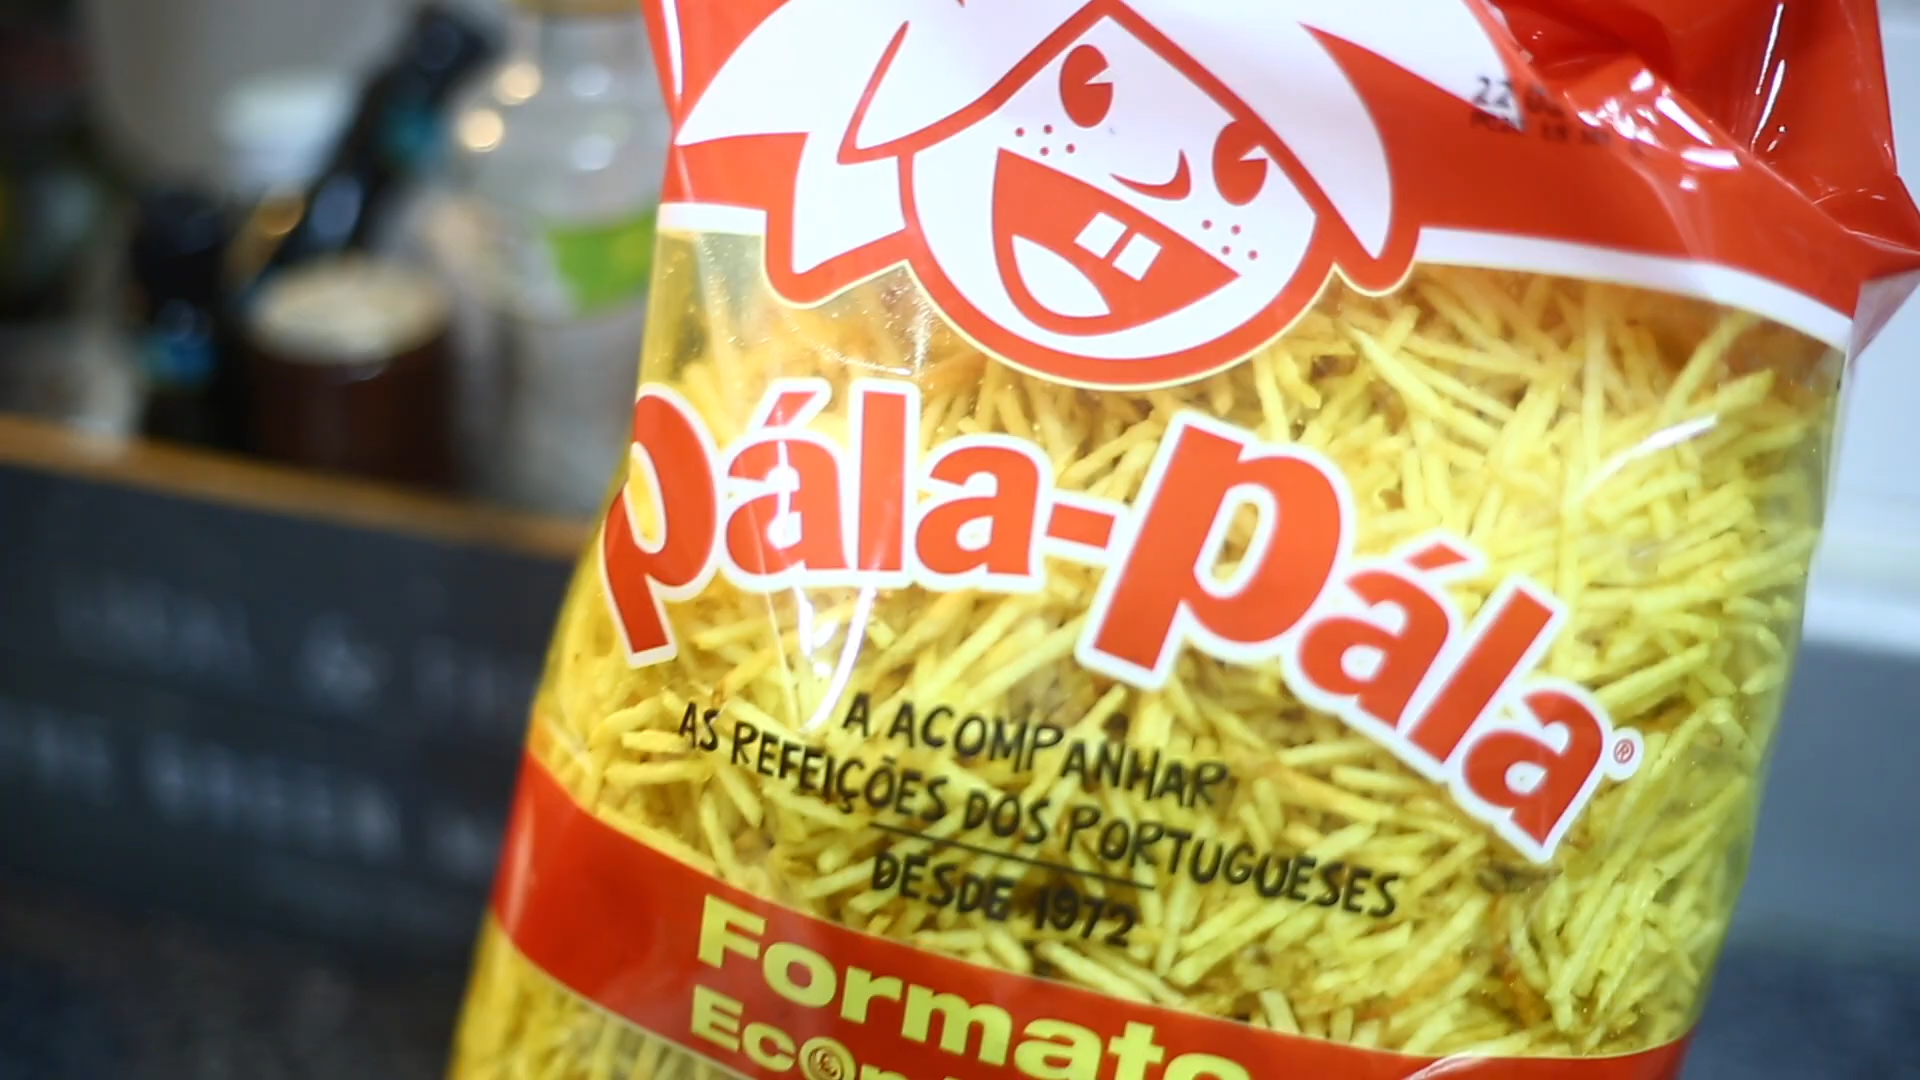 Pála-Pála®
A ACOMPANHAR
AS REFEIÇÕES DOS PORTUGUESES
DESDE 1972
Formato